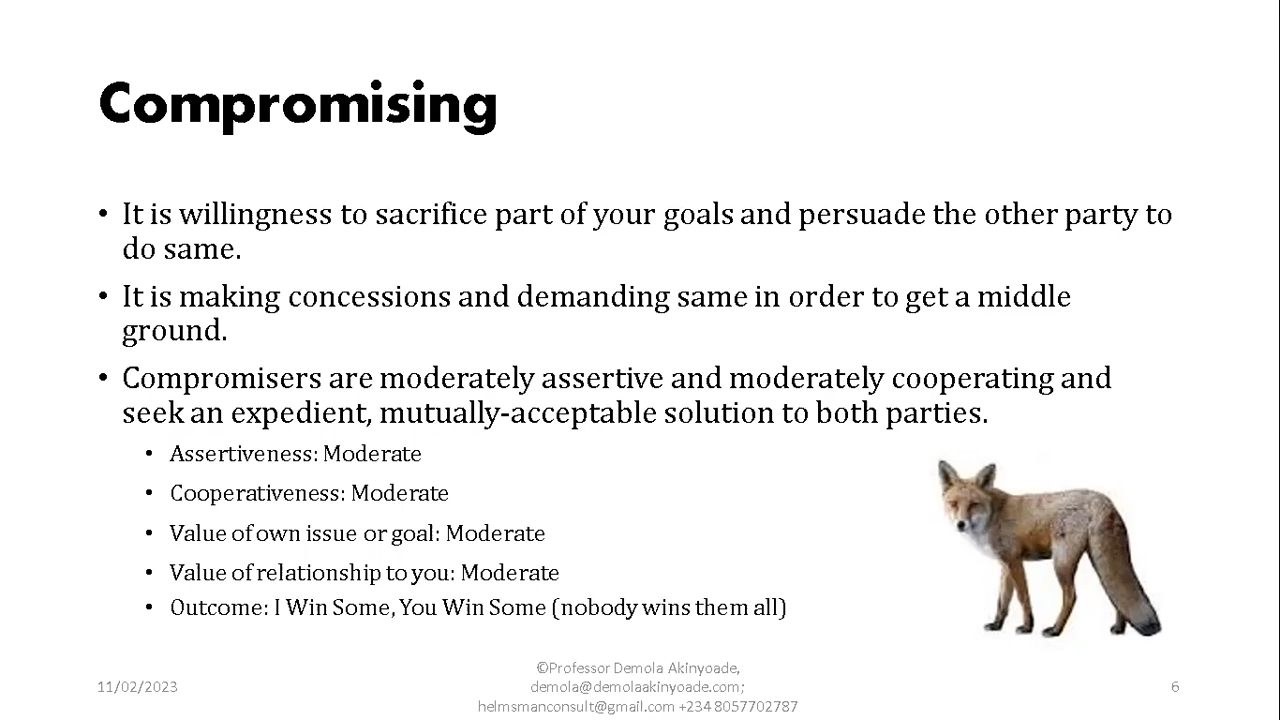 Compromising
• It is willingness to sacrifice part of your goals and persuade the other party to
do same.
• It is making concessions and demanding same in order to get a middle
ground.
• Compromisers are moderately assertive and moderately cooperating and
seek an expedient, mutually-acceptable solution to both parties.
• Assertiveness: Moderate
• Cooperativeness: Moderate
• Value of own issue or goal: Moderate
• Value of relationship to you: Moderate
• Outcome: I Win Some, You Win Some (nobody wins them all)
11/02/2023
©Professor Demola Akinyoade,
demola@demolaakinyoade.com;
helmsmanconsult@gmail.com +234 8057702787
6